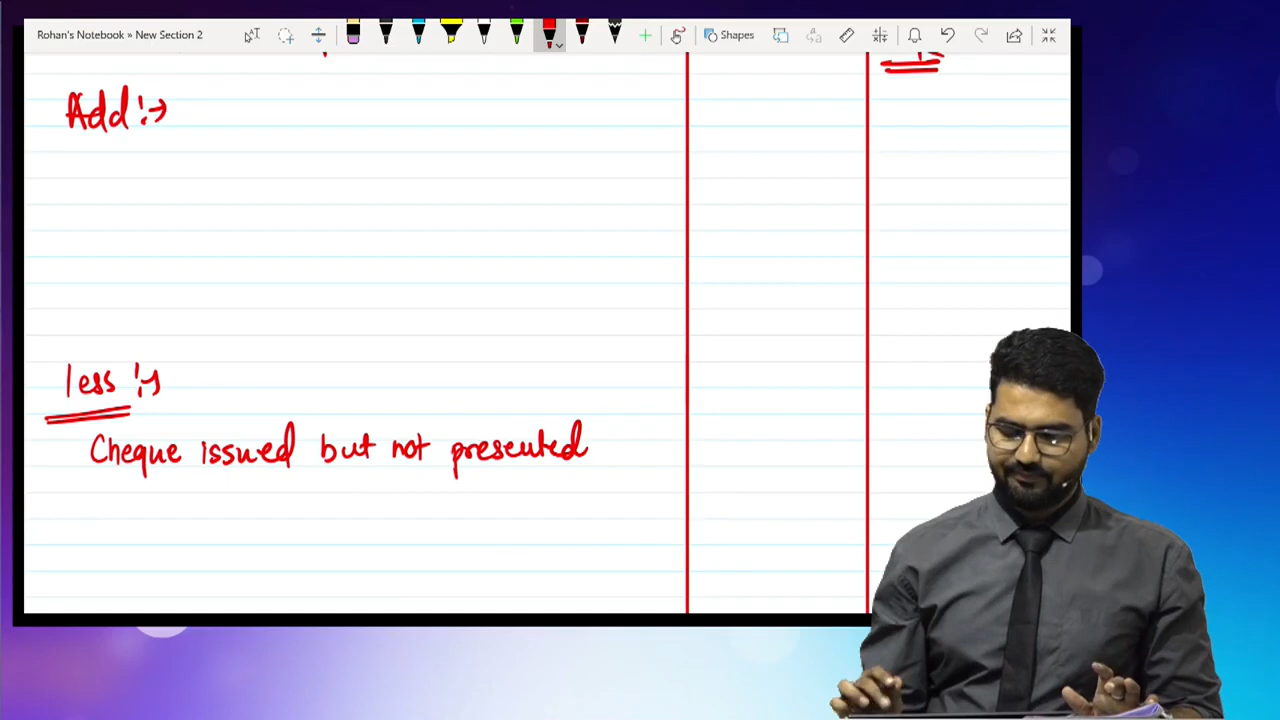 Rohan's Notebook » New Section 2
Shapes
Add :→
less :→
Cheque issued but not presented